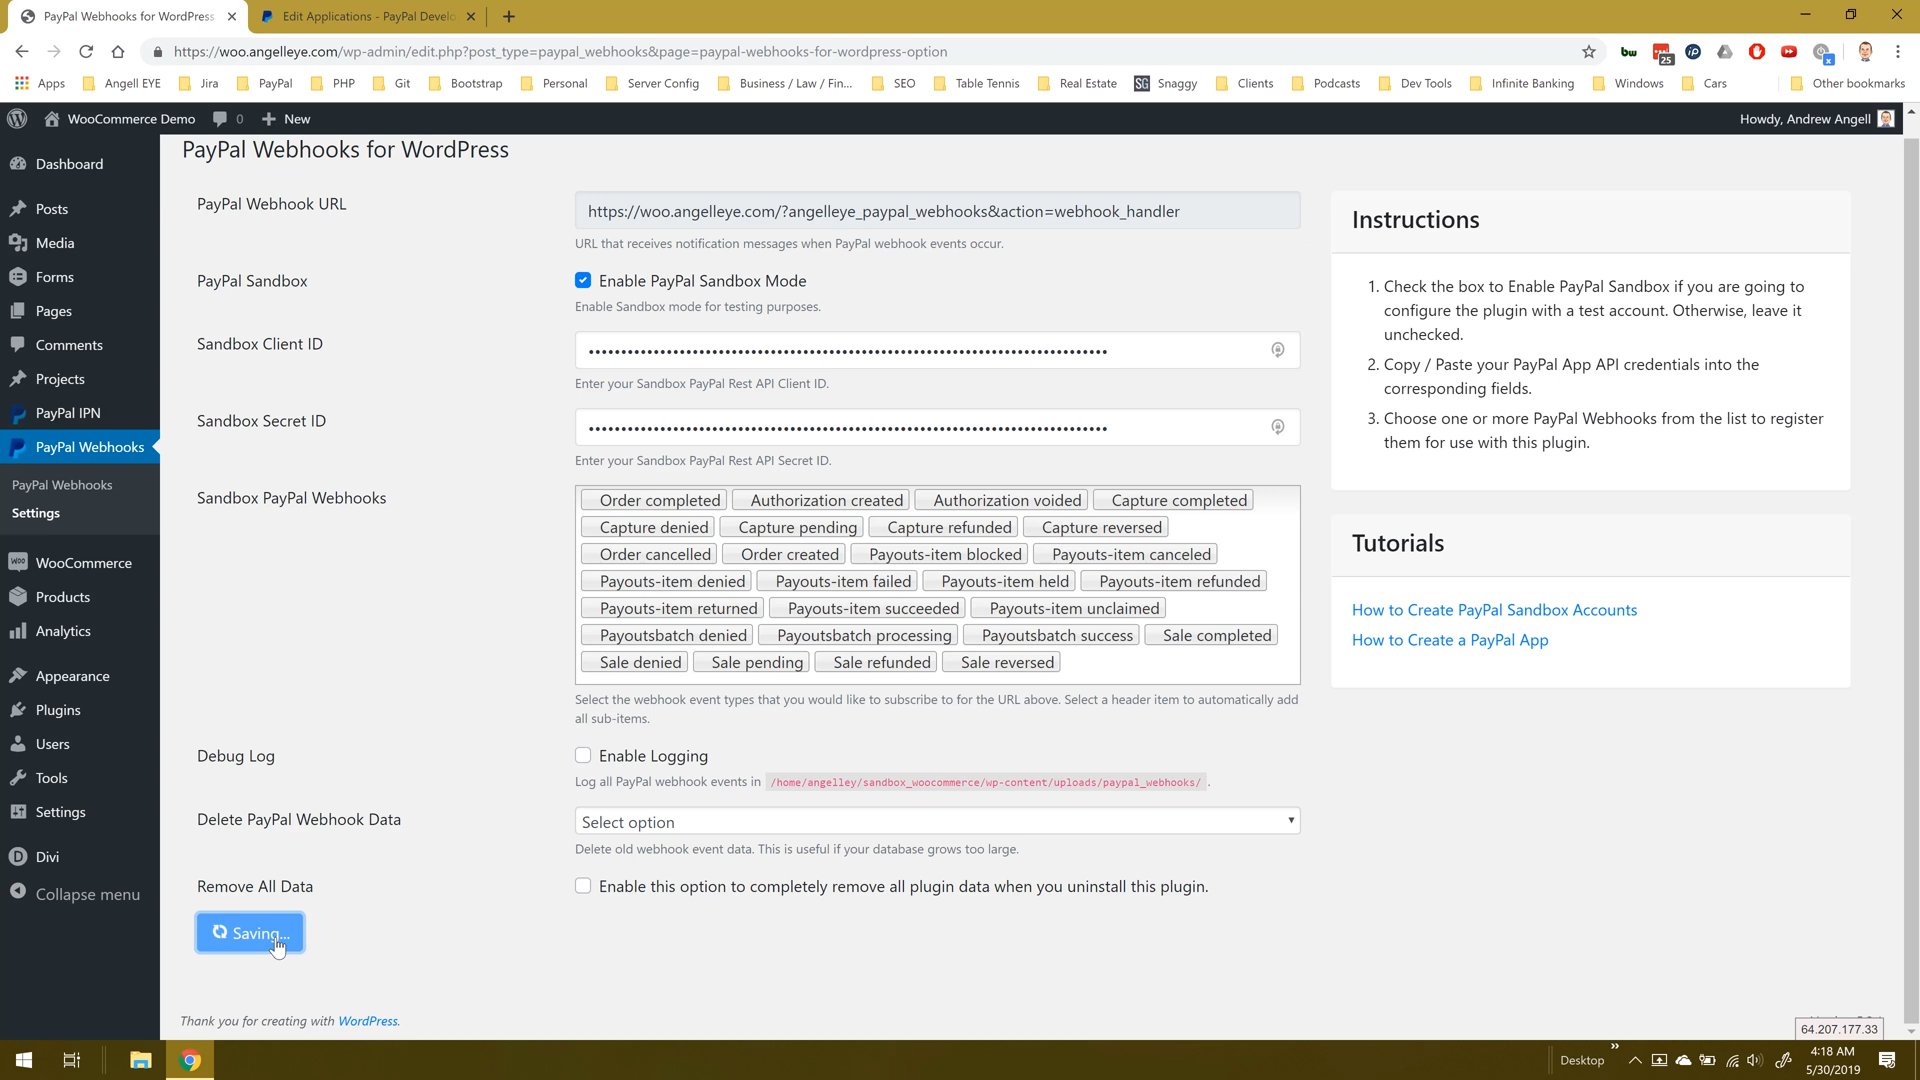 PayPal Webhooks for WordPress
Edit Applications - PayPal Develo
https://woo.angelleye.com/wp-admin/edit.php?post_type=paypal_webhooks&page=paypal-webhooks-for-wordpress-option
bw
25
iP
x
Apps
Angell EYE
Jira
PayPal
PHP
Git
Bootstrap
Personal
Server Config
Business / Law / Fin...
SEO
Table Tennis
Real Estate
SG Snaggy
Clients
Podcasts
Dev Tools
Infinite Banking
Windows
Cars
Other bookmarks
WooCommerce Demo
0
New
Howdy, Andrew Angell
Dashboard
Posts
Media
Forms
Pages
Comments
Projects
PayPal IPN
PayPal Webhooks
PayPal Webhooks
Settings
Woo WooCommerce
Products
Analytics
Appearance
Plugins
Users
Tools
Settings
D Divi
Collapse menu
PayPal Webhooks for WordPress
PayPal Webhook URL
https://woo.angelleye.com/?angelleye_paypal_webhooks&action=webhook_handler
URL that receives notification messages when PayPal webhook events occur.
PayPal Sandbox
Enable PayPal Sandbox Mode
Enable Sandbox mode for testing purposes.
Sandbox Client ID
Enter your Sandbox PayPal Rest API Client ID.
Sandbox Secret ID
Enter your Sandbox PayPal Rest API Secret ID.
Sandbox PayPal Webhooks
Order completed Authorization created Authorization voided Capture completed
Capture denied Capture pending Capture refunded Capture reversed
Order cancelled Order created Payouts-item blocked Payouts-item canceled
Payouts-item denied Payouts-item failed Payouts-item held Payouts-item refunded
Payouts-item returned Payouts-item succeeded Payouts-item unclaimed
Payoutsbatch denied Payoutsbatch processing Payoutsbatch success Sale completed
Sale denied Sale pending Sale refunded Sale reversed
Select the webhook event types that you would like to subscribe to for the URL above. Select a header item to automatically add
all sub-items.
Debug Log
Enable Logging
Log all PayPal webhook events in /home/angelley/sandbox_woocommerce/wp-content/uploads/paypal_webhooks/ .
Delete PayPal Webhook Data
Select option
Delete old webhook event data. This is useful if your database grows too large.
Remove All Data
Enable this option to completely remove all plugin data when you uninstall this plugin.
Saving...
Thank you for creating with WordPress.
Instructions
1. Check the box to Enable PayPal Sandbox if you are going to
configure the plugin with a test account. Otherwise, leave it
unchecked.
2. Copy / Paste your PayPal App API credentials into the
corresponding fields.
3. Choose one or more PayPal Webhooks from the list to register
them for use with this plugin.
Tutorials
How to Create PayPal Sandbox Accounts
How to Create a PayPal App
64.207.177.33
Desktop
4:18 AM
5/30/2019